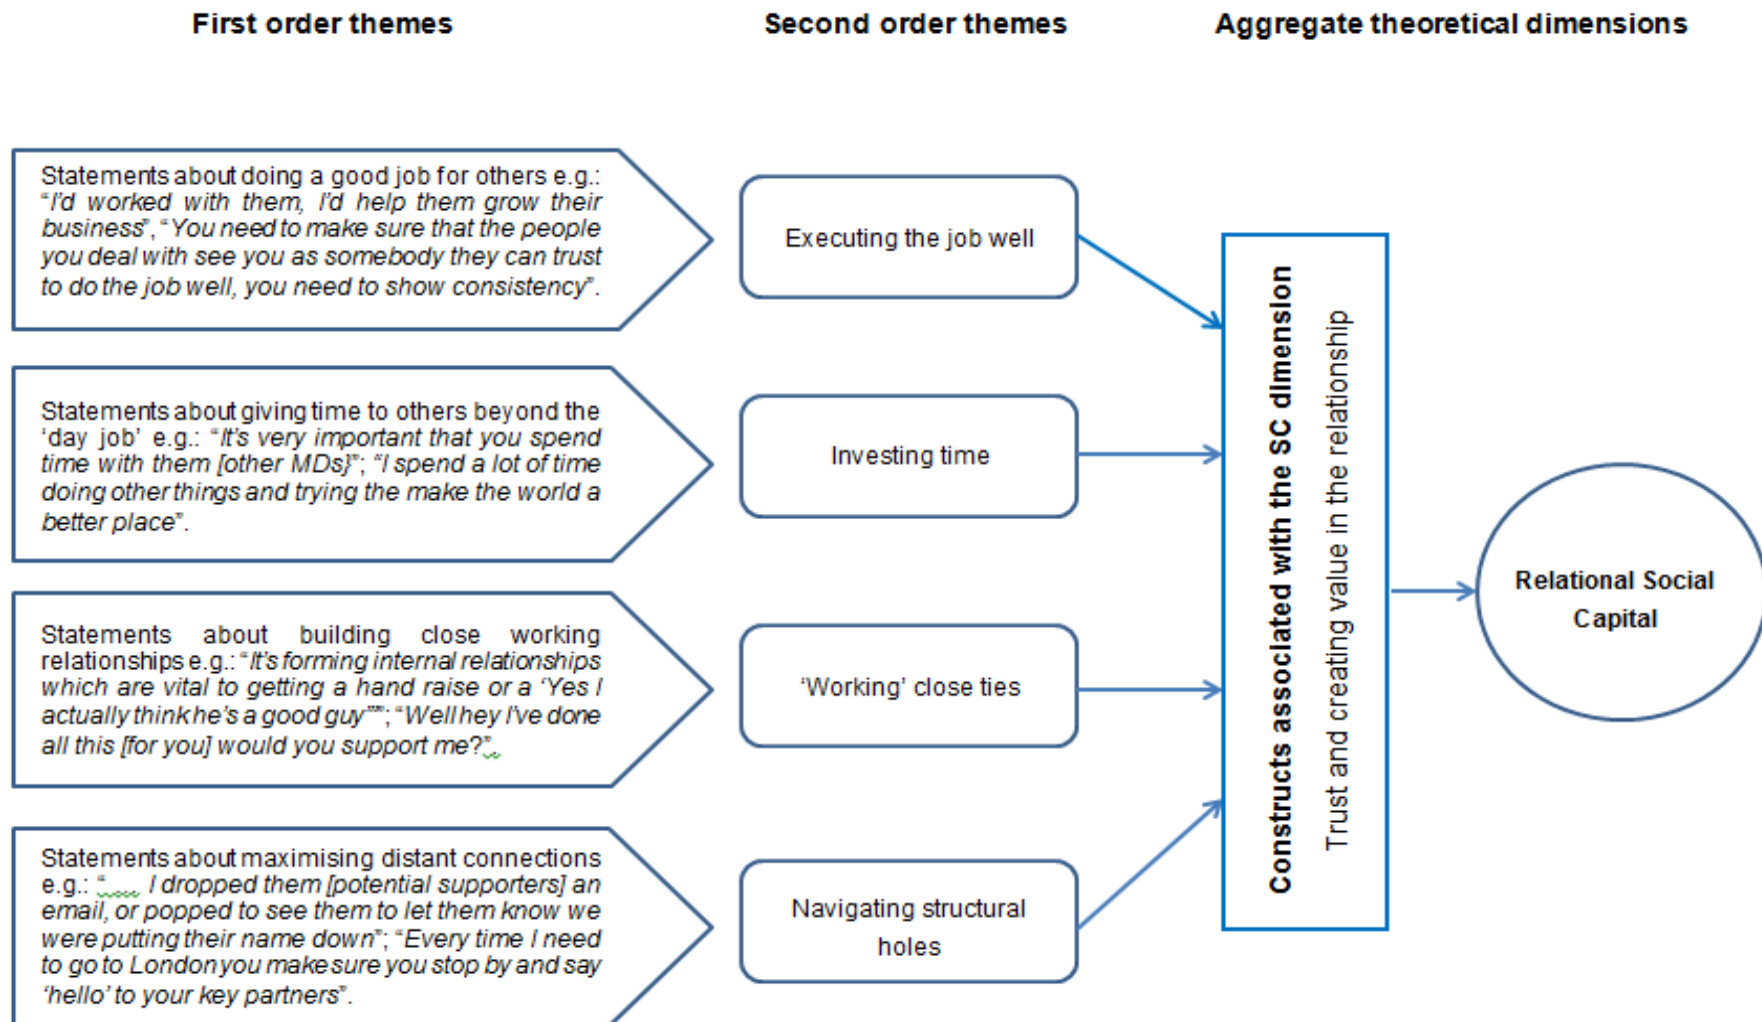 First order themes
Second order themes
Aggregate theoretical dimensions
Statements about doing a good job for others e.g.:
“I’d worked with them, I’d help them grow their
business”, “You need to make sure that the people
you deal with see you as somebody they can trust
to do the job well, you need to show consistency”.
Executing the job well
Statements about giving time to others beyond the
‘day job’ e.g.: “It’s very important that you spend
time with them [other MDs}”; “I spend a lot of time
doing other things and trying the make the world a
better place”.
Investing time
Statements about building close working
relationships e.g.: “It’s forming internal relationships
which are vital to getting a hand raise or a ‘Yes I
actually think he’s a good guy’””; “Well hey I’ve done
all this [for you] would you support me?”.
‘Working’ close ties
Statements about maximising distant connections
e.g.: “..... I dropped them [potential supporters] an
email, or popped to see them to let them know we
were putting their name down”; “Every time I need
to go to London you make sure you stop by and say
‘hello’ to your key partners”.
Navigating structural
holes
Constructs associated with the SC dimension
Trust and creating value in the relationship
Relational Social
Capital